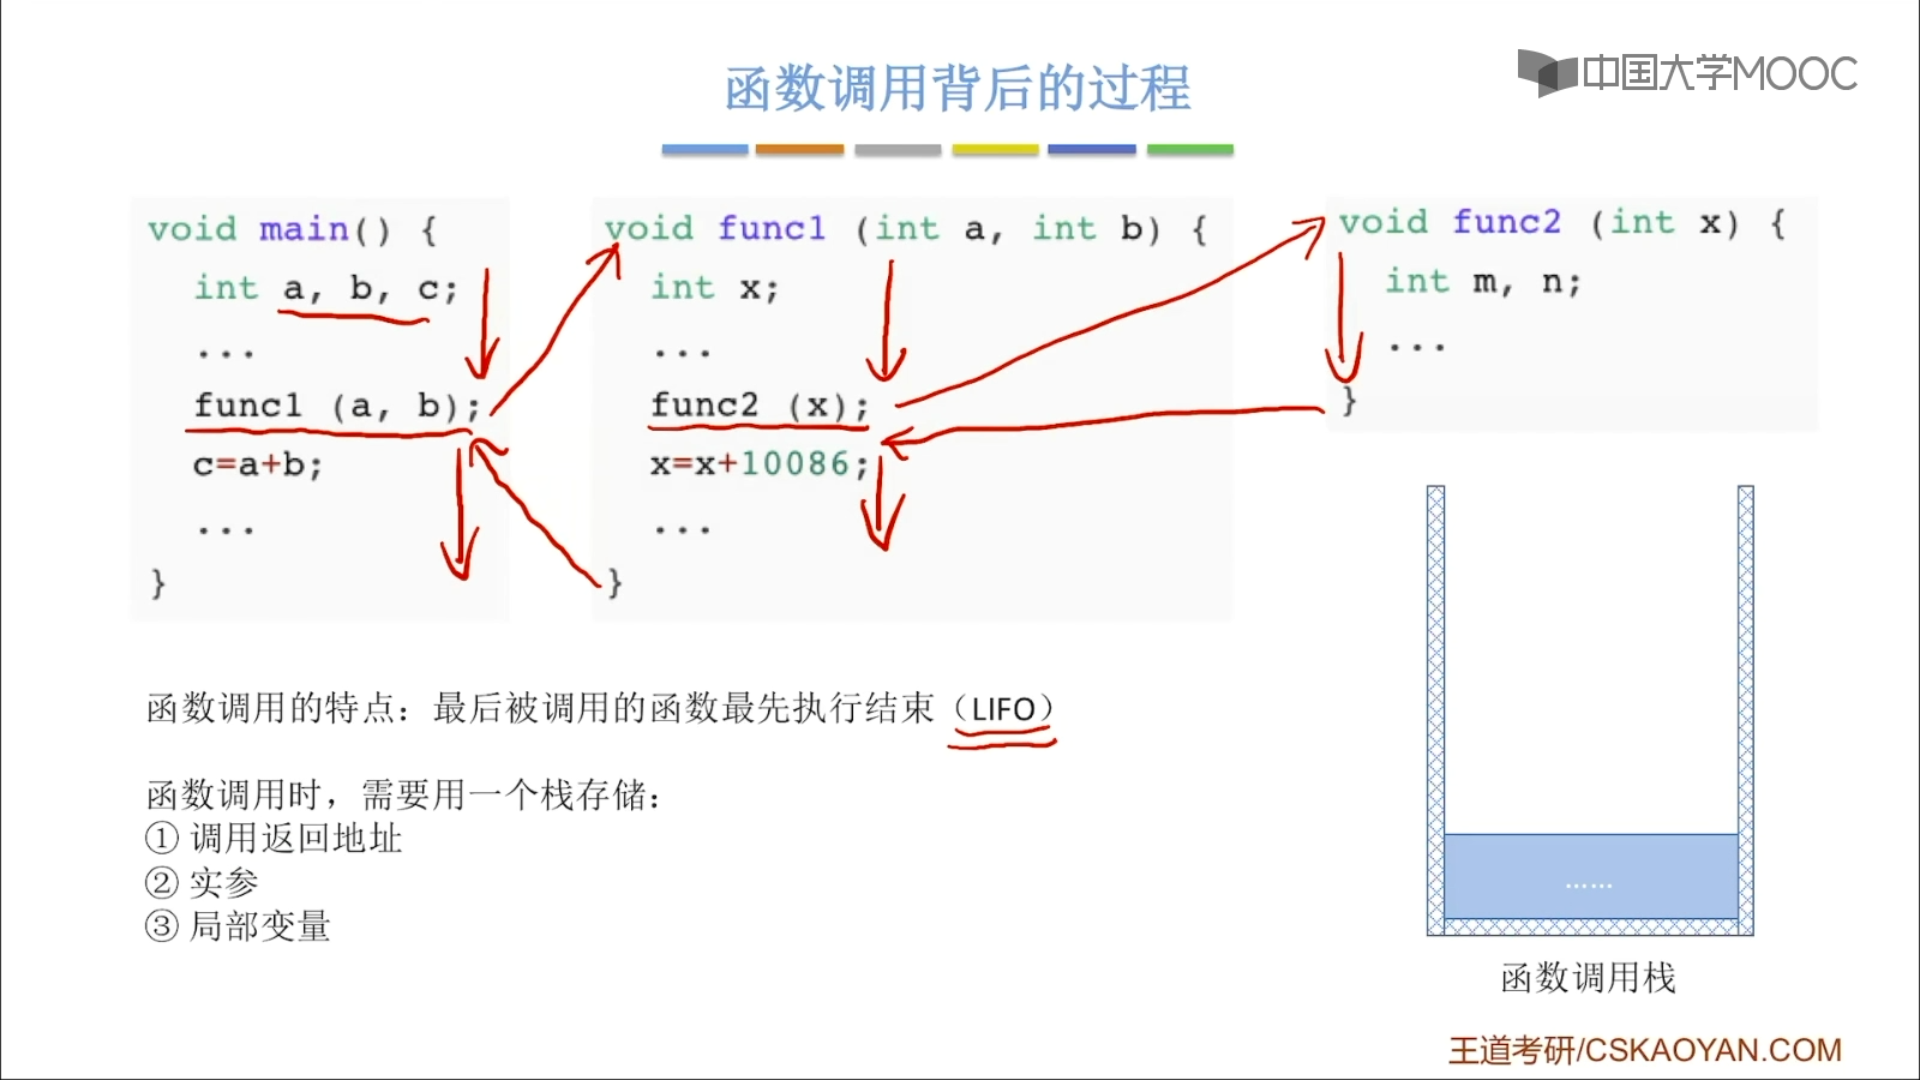 函数调用背后的过程
中国大学MOOC
void main() {
int a, b, c;
...
func1 (a, b);
c=a+b;
...
}
void func1 (int a, int b) {
int x;
...
func2 (x);
x=x+10086;
...
}
void func2 (int x) {
int m, n;
...
}
函数调用的特点：最后被调用的函数最先执行结束（LIFO）
函数调用时，需要用一个栈存储：
① 调用返回地址
② 实参
③ 局部变量
......
函数调用栈
王道考研/CSKAOYAN.COM